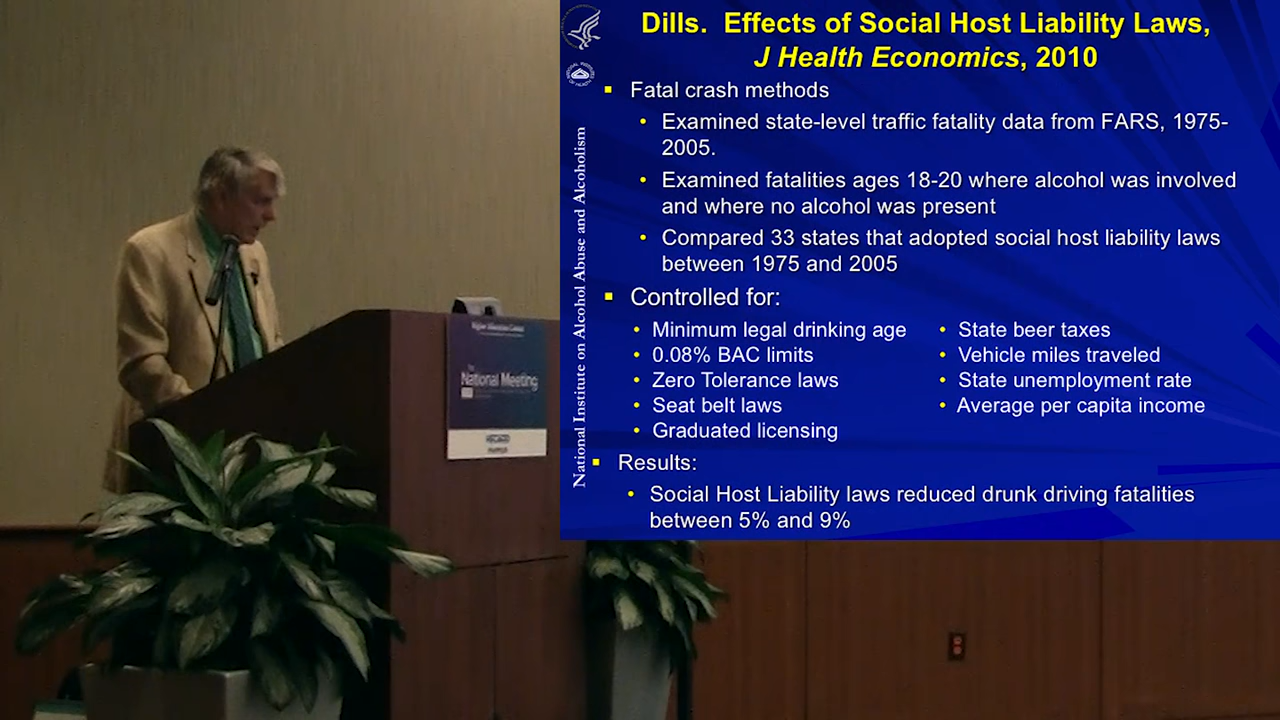 Dills. Effects of Social Host Liability Laws,
J Health Economics, 2010
▪ Fatal crash methods
• Examined state-level traffic fatality data from FARS, 1975-
2005.
• Examined fatalities ages 18-20 where alcohol was involved
and where no alcohol was present
• Compared 33 states that adopted social host liability laws
between 1975 and 2005
▪ Controlled for:
• Minimum legal drinking age
• 0.08% BAC limits
• Zero Tolerance laws
• Seat belt laws
• Graduated licensing
• State beer taxes
• Vehicle miles traveled
• State unemployment rate
• Average per capita income
▪ Results:
• Social Host Liability laws reduced drunk driving fatalities
between 5% and 9%
National Institute on Alcohol Abuse and Alcoholism
Higher Education Center
The
National Meeting